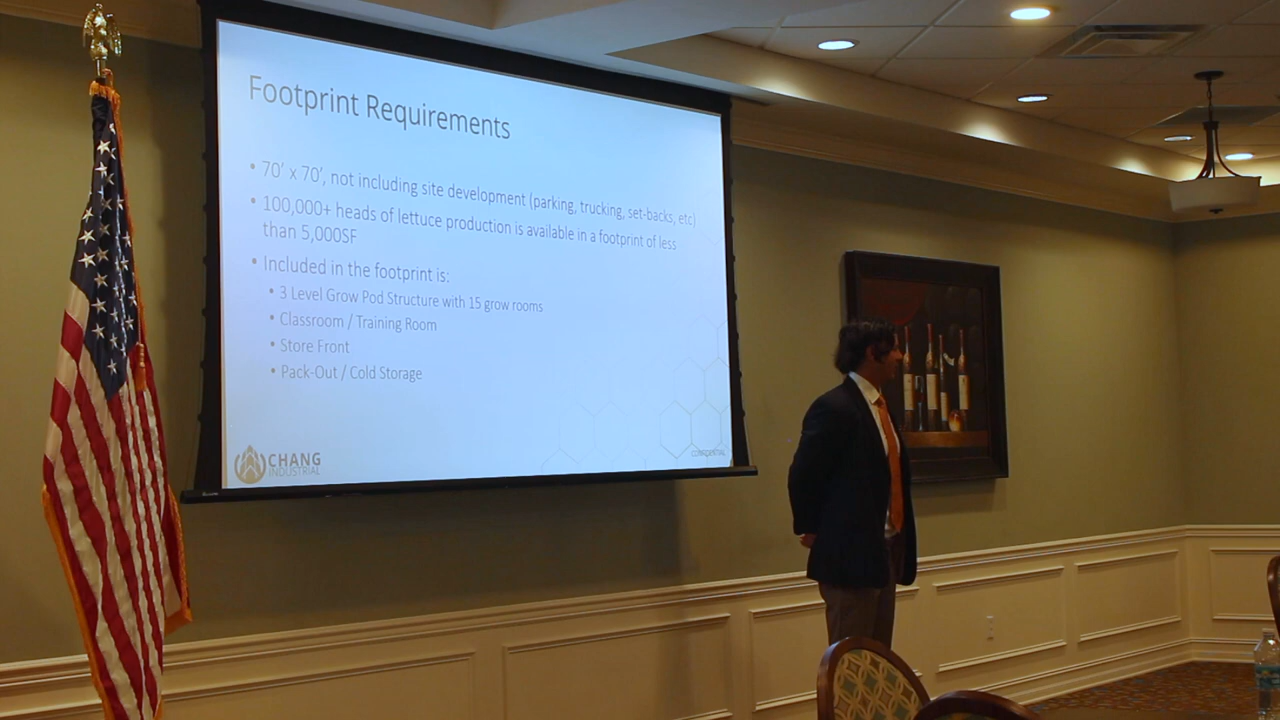 Footprint Requirements
• 70' x 70', not including site development (parking, trucking, set-backs, etc)
• 100,000+ heads of lettuce production is available in a footprint of less
than 5,000SF
• Included in the footprint is:
• 3 Level Grow Pod Structure with 15 grow rooms
• Classroom / Training Room
• Store Front
• Pack-Out / Cold Storage
CHANG
INDUSTRIAL
CONFIDENTIAL